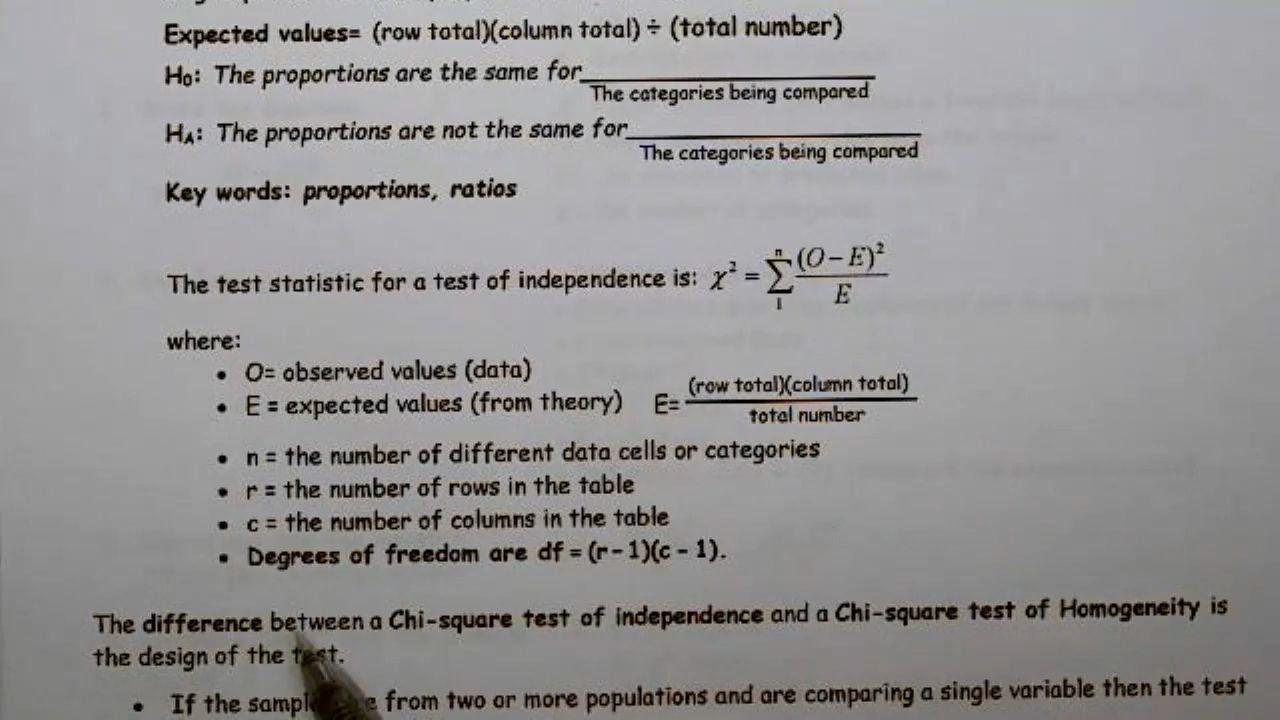 Expected values= (row total)(column total) ÷ (total number)
H₀: The proportions are the same for____________
The categories being compared
Hᴀ: The proportions are not the same for____________
The categories being compared
Key words: proportions, ratios
The test statistic for a test of independence is: χ² = Σ₁ⁿ (O − E)² / E
where:
• O= observed values (data)
• E = expected values (from theory) E= (row total)(column total) / total number
• n = the number of different data cells or categories
• r = the number of rows in the table
• c = the number of columns in the table
• Degrees of freedom are df = (r – 1)(c – 1).
The difference between a Chi-square test of independence and a Chi-square test of Homogeneity is
the design of the test.
• If the from two or more populations and are comparing a single variable then the test